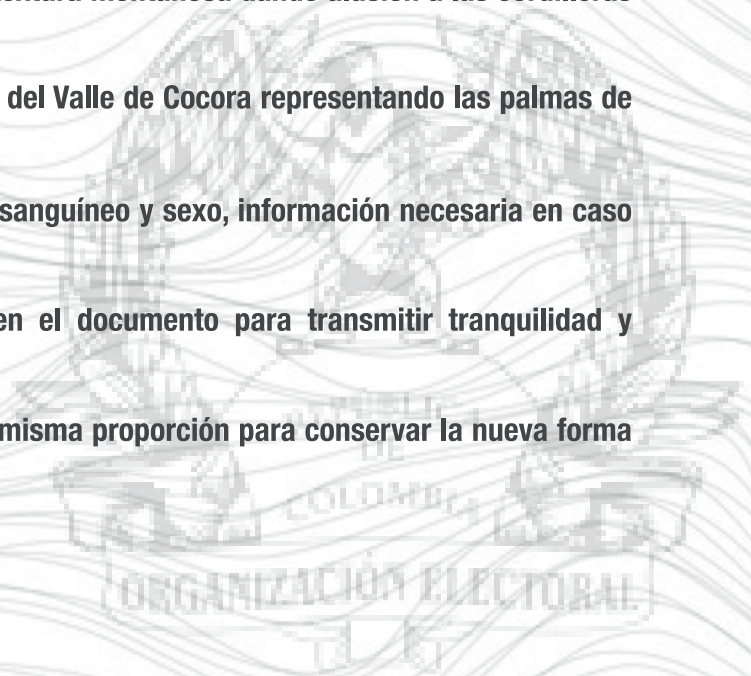 del Valle de Cocora representando las palmas de
sanguíneo y sexo, información necesaria en caso
en el documento para transmitir tranquilidad y
misma proporción para conservar la nueva forma
DE
COLOMBIA
ORGANIZACIÓN ELECTORAL